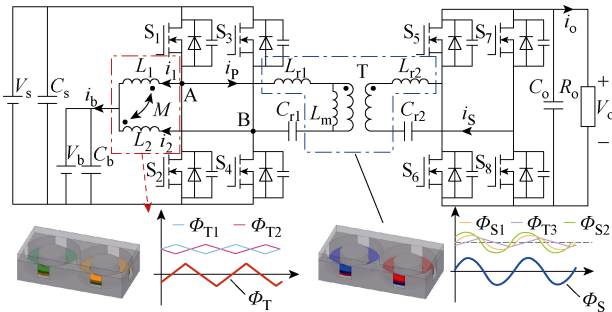 S1 S3 S5 S7 io
L1 i1 iP Lr1 T Lr2
Vs Cs ib A M Lm Co Ro Vo
B Cr1 Cr2 iS
L2 i2
Vb Cb S2 S4 S6 S8
ΦT1 ΦT2 ΦS1 ΦT3 ΦS2
ΦT ΦS